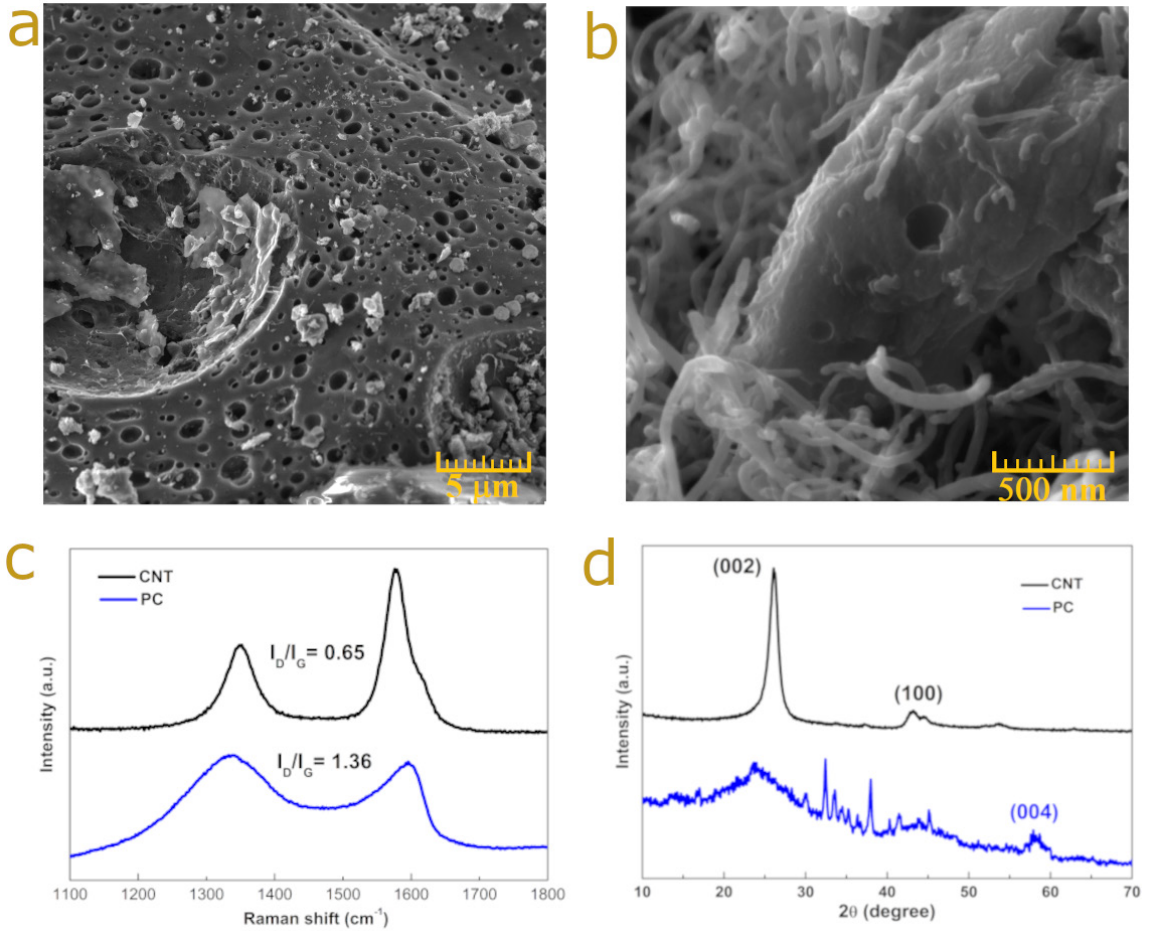 a
b
5 μm
500 nm
c
CNT
PC
I_D/I_G= 0.65
I_D/I_G= 1.36
Intensity (a.u.)
1100 1200 1300 1400 1500 1600 1700 1800
Raman shift (cm⁻¹)
d
(002)
CNT
PC
(100)
(004)
Intensity (a.u.)
10 20 30 40 50 60 70
2θ (degree)